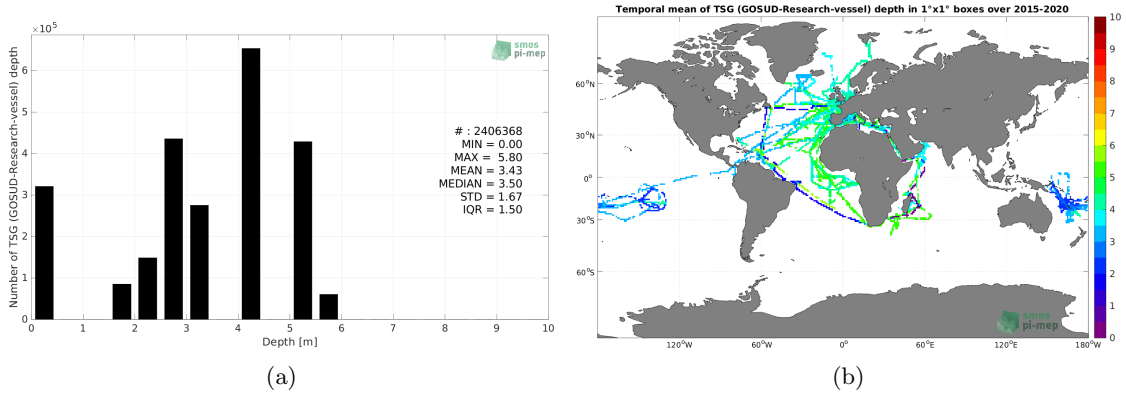 ×10⁵
6
5
4
3
2
1
0
Number of TSG (GOSUD-Research-vessel) depth
smos
pi-mep
# : 2406368
MIN = 0.00
MAX = 5.80
MEAN = 3.43
MEDIAN = 3.50
STD = 1.67
IQR = 1.50
0 1 2 3 4 5 6 7 8 9 10
Depth [m]
(a)
Temporal mean of TSG (GOSUD-Research-vessel) depth in 1°x1° boxes over 2015-2020
60°N
30°N
0°
30°S
60°S
120°W 60°W 0° 60°E 120°E 180°W
smos
pi-mep
10
9
8
7
6
5
4
3
2
1
0
(b)